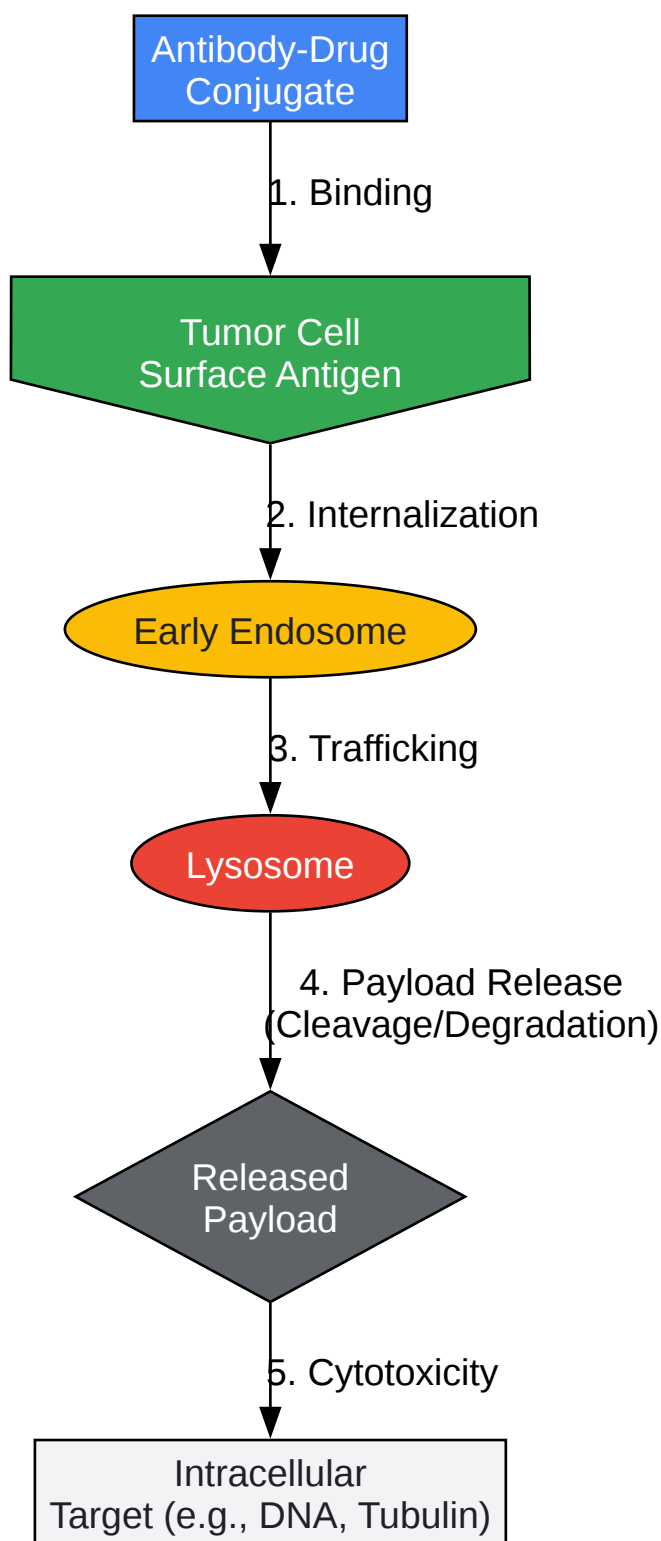 Antibody-Drug
Conjugate
1. Binding
Tumor Cell
Surface Antigen
2. Internalization
Early Endosome
3. Trafficking
Lysosome
4. Payload Release
(Cleavage/Degradation)
Released
Payload
5. Cytotoxicity
Intracellular
Target (e.g., DNA, Tubulin)